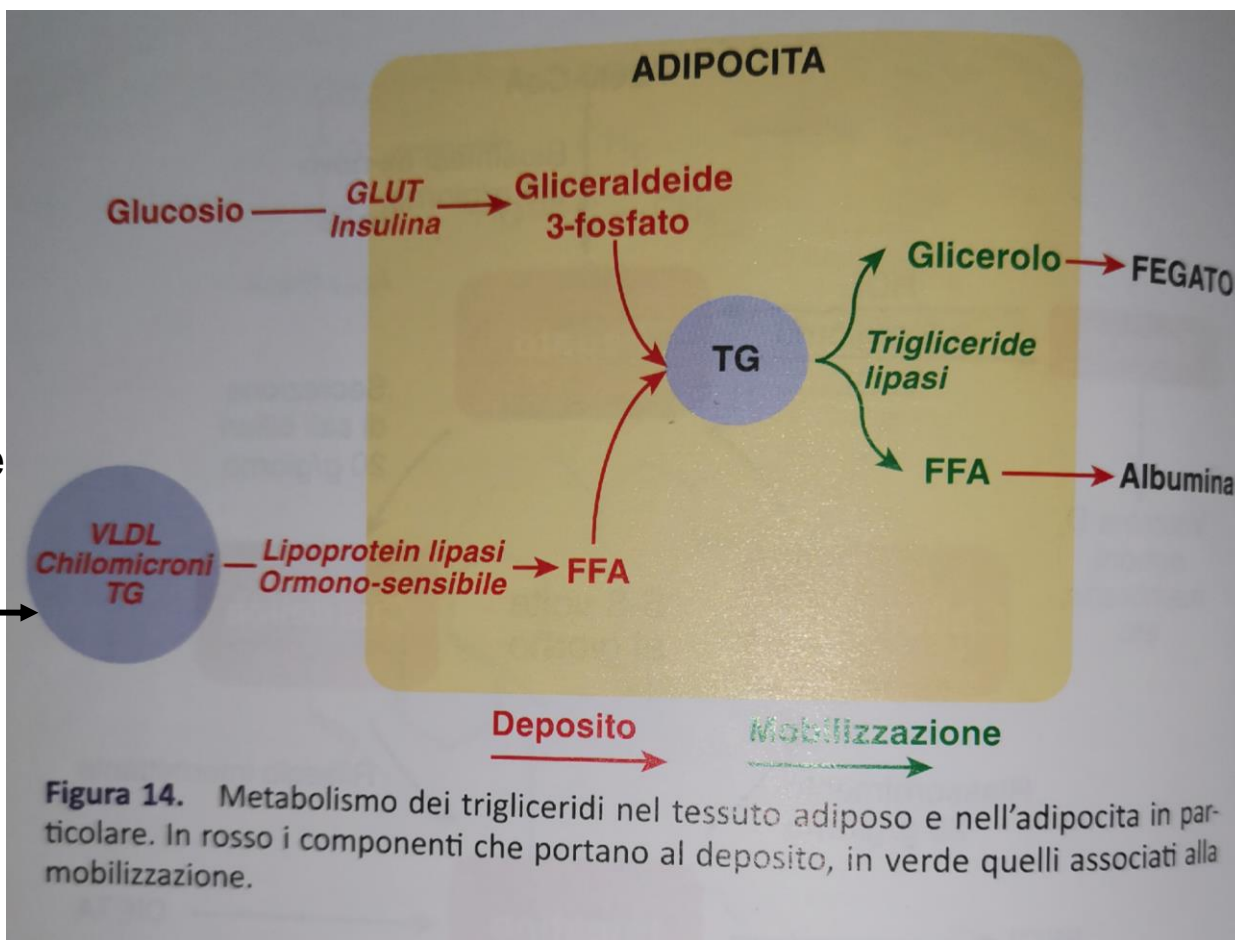 ADIPOCITA
Glucosio
GLUT
Insulina
Gliceraldeide
3-fosfato
TG
Glicerolo
FEGATO
Trigliceride
lipasi
FFA
Albumina
e
VLDL
Chilomicroni
TG
Lipoprotein lipasi
Ormono-sensibile
FFA
Deposito
Mobilizzazione
Figura 14. Metabolismo dei trigliceridi nel tessuto adiposo e nell'adipocita in par-
ticolare. In rosso i componenti che portano al deposito, in verde quelli associati alla
mobilizzazione.